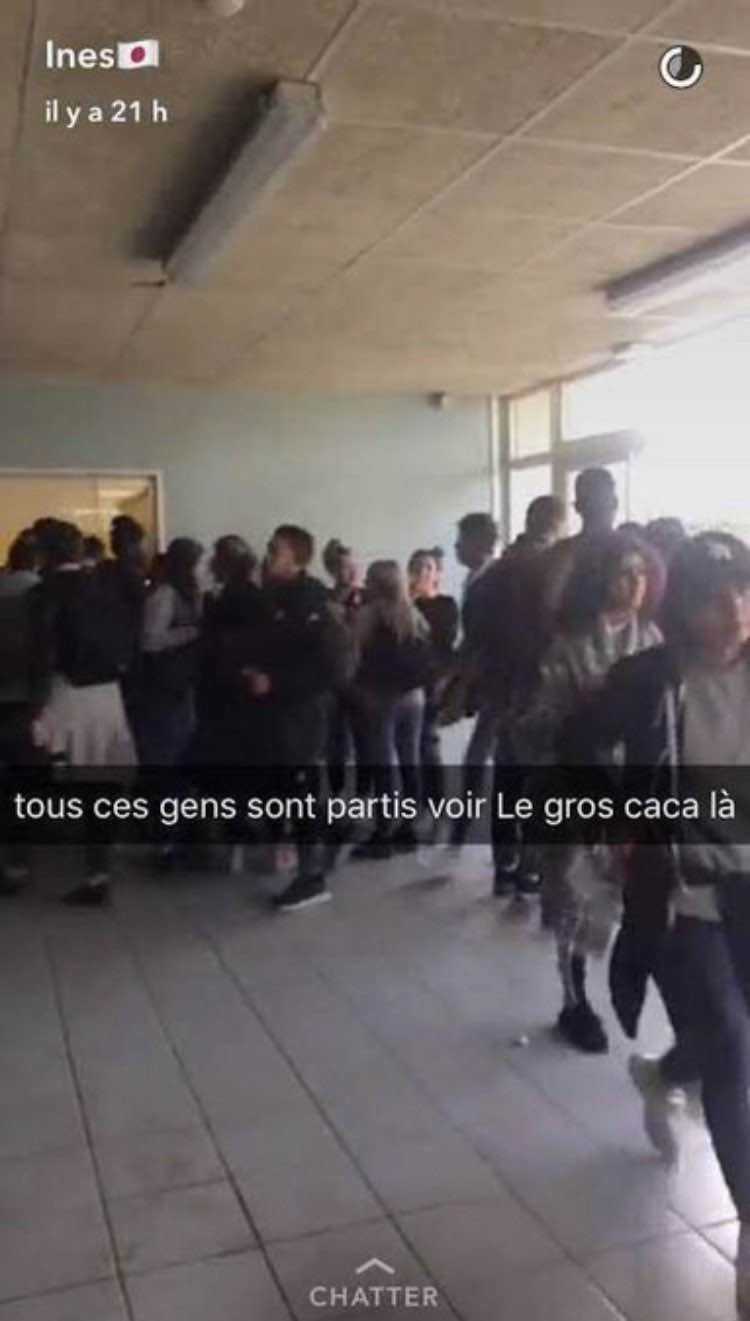 Ines🇯🇵
il y a 21 h
tous ces gens sont partis voir Le gros caca là
CHATTER